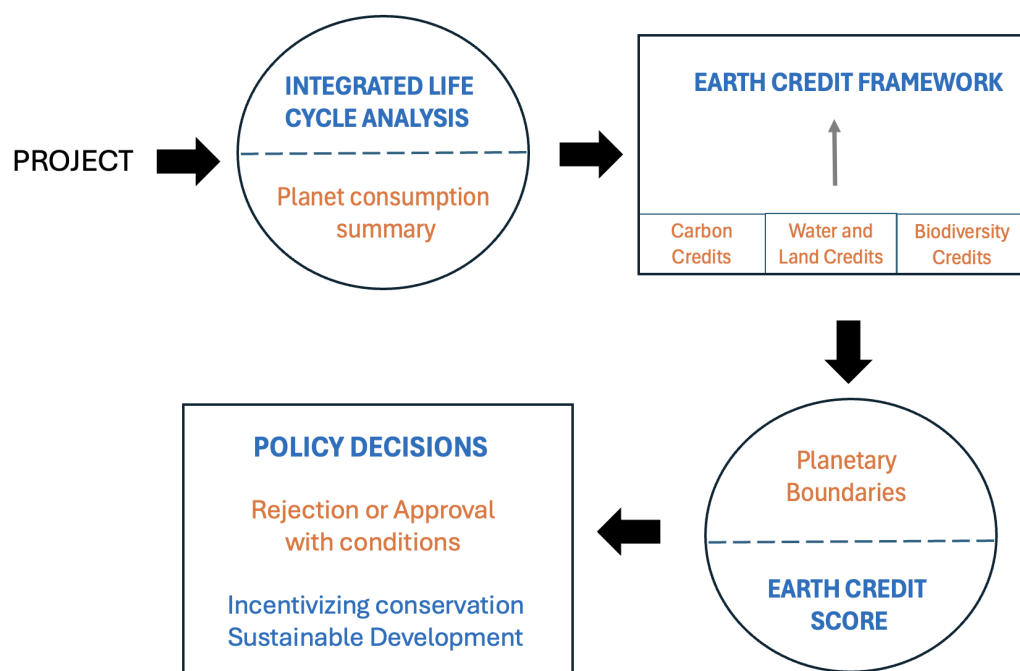 PROJECT
INTEGRATED LIFE
CYCLE ANALYSIS
Planet consumption
summary
EARTH CREDIT FRAMEWORK
Carbon
Credits
Water and
Land Credits
Biodiversity
Credits
Planetary
Boundaries
EARTH CREDIT
SCORE
POLICY DECISIONS
Rejection or Approval
with conditions
Incentivizing conservation
Sustainable Development